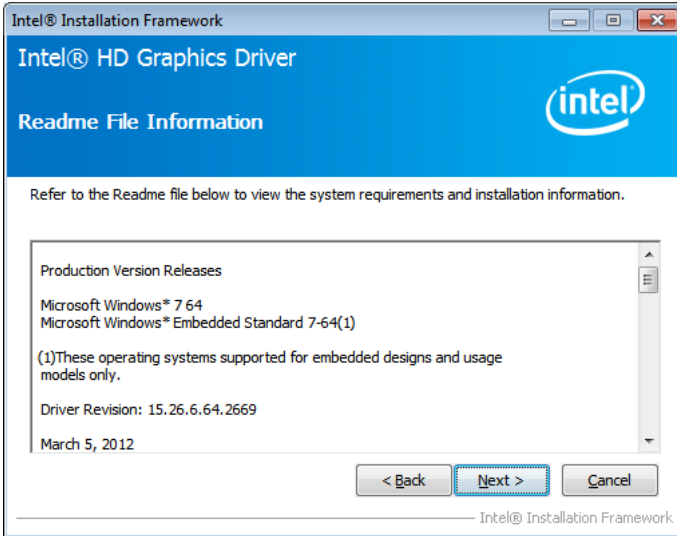 Intel® Installation Framework
Intel® HD Graphics Driver
intel
Readme File Information
Refer to the Readme file below to view the system requirements and installation information.
Production Version Releases
Microsoft Windows* 7 64
Microsoft Windows* Embedded Standard 7-64(1)
(1)These operating systems supported for embedded designs and usage
models only.
Driver Revision: 15.26.6.64.2669
March 5, 2012
< Back Next > Cancel
Intel® Installation Framework